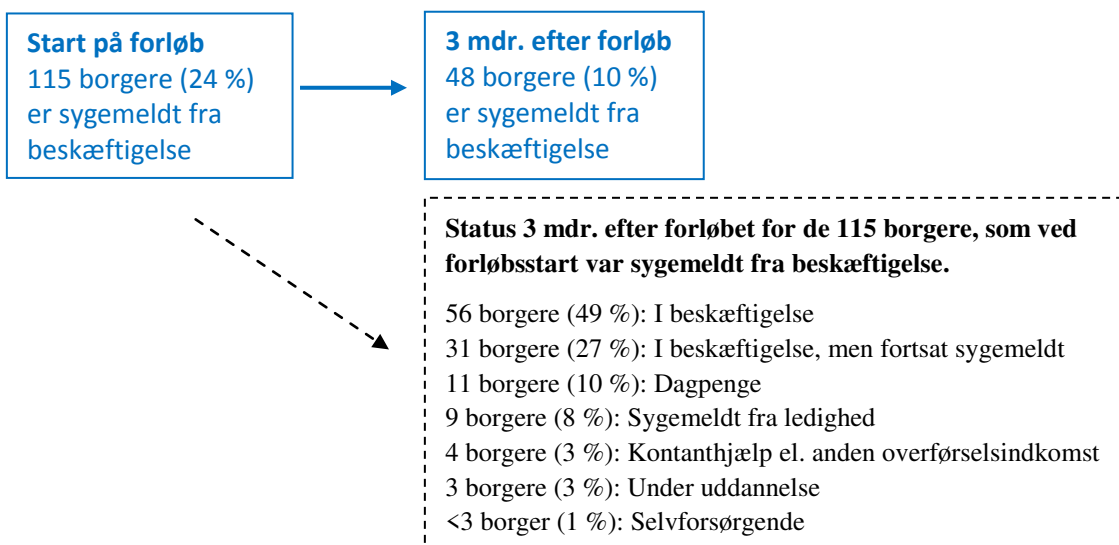 Start på forløb
115 borgere (24 %)
er sygemeldt fra
beskæftigelse
3 mdr. efter forløb
48 borgere (10 %)
er sygemeldt fra
beskæftigelse
Status 3 mdr. efter forløbet for de 115 borgere, som ved
forløbsstart var sygemeldt fra beskæftigelse.
56 borgere (49 %): I beskæftigelse
31 borgere (27 %): I beskæftigelse, men fortsat sygemeldt
11 borgere (10 %): Dagpenge
9 borgere (8 %): Sygemeldt fra ledighed
4 borgere (3 %): Kontanthjælp el. anden overførselsindkomst
3 borgere (3 %): Under uddannelse
<3 borger (1 %): Selvforsørgende